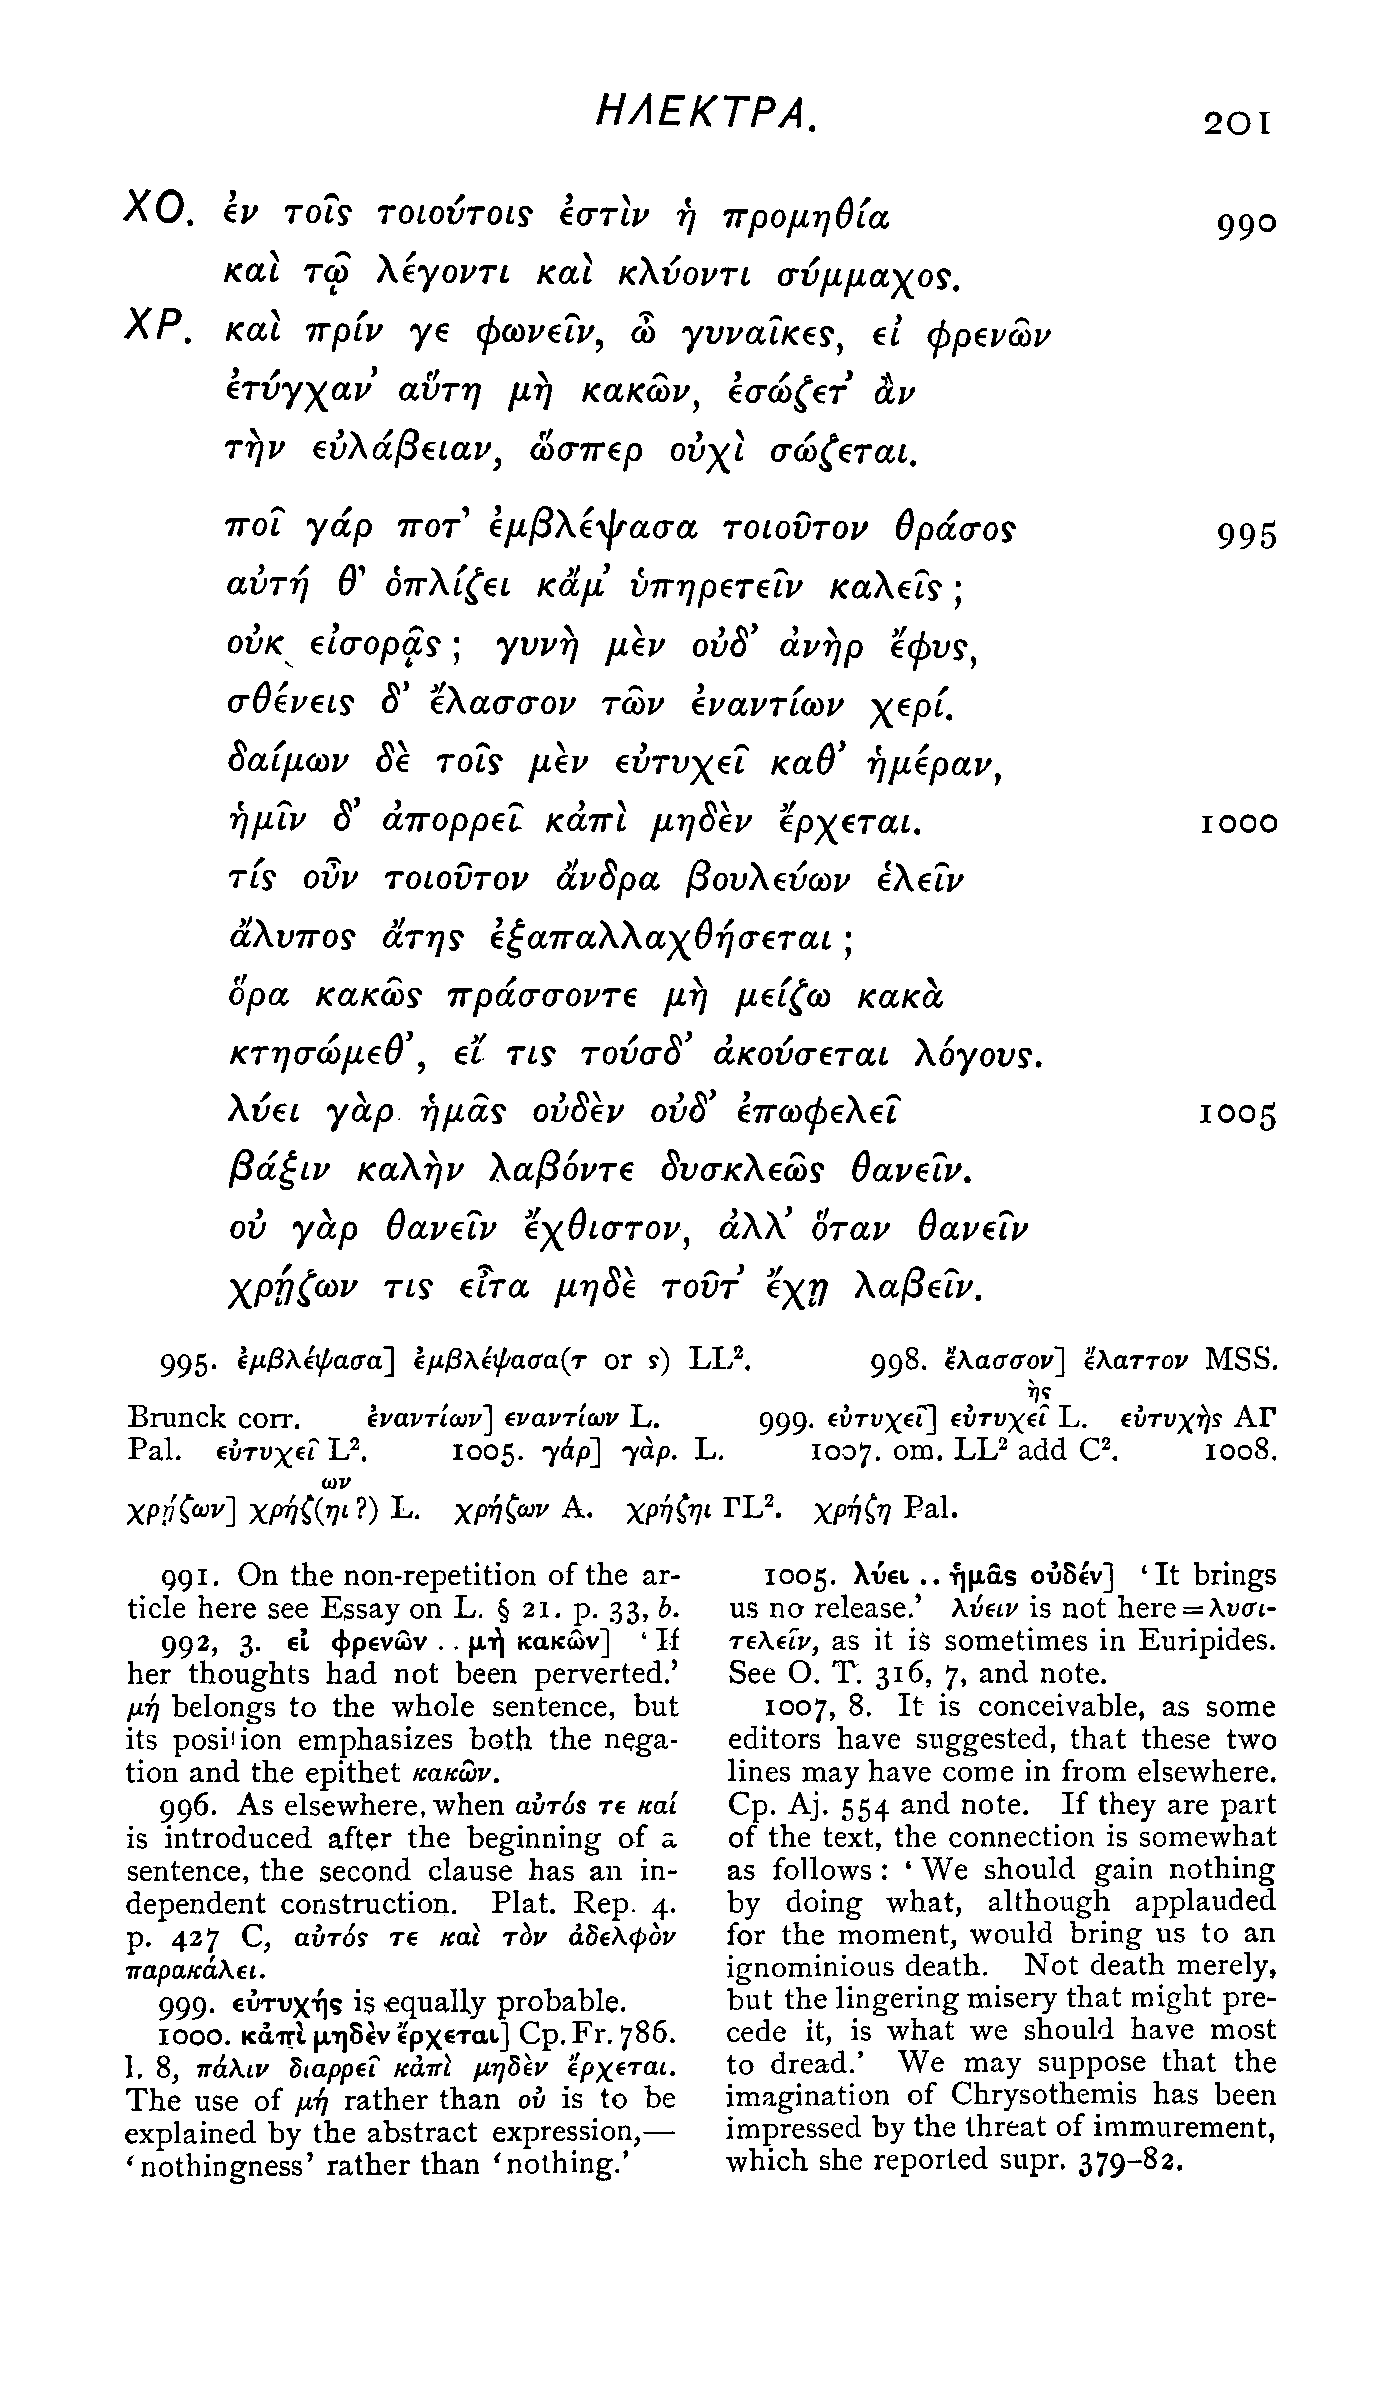 ΗΛΕΚΤΡΑ.
201
ΧΟ. ἐν τοῖς τοιούτοις ἐστὶν ἡ προμηθία 990
καὶ τῷ λέγοντι καὶ κλύοντι σύμμαχος.
ΧΡ. καὶ πρίν γε φωνεῖν, ὦ γυναῖκες, εἰ φρενῶν
ἐτύγχαν’ αὕτη μὴ κακῶν, ἐσώζετ’ ἂν
τὴν εὐλάβειαν, ὥσπερ οὐχὶ σώζεται.
ποῖ γάρ ποτ’ ἐμβλέψασα τοιοῦτον θράσος 995
αὐτή θ’ ὁπλίζει κἄμ’ ὑπηρετεῖν καλεῖς ;
οὐκ εἰσορᾷς ; γυνὴ μὲν οὐδ’ ἀνὴρ ἔφυς,
σθένεις δ’ ἔλασσον τῶν ἐναντίων χερί.
δαίμων δὲ τοῖς μὲν εὐτυχεῖ καθ’ ἡμέραν,
ἡμῖν δ’ ἀπορρεῖ κἀπὶ μηδὲν ἔρχεται. 1000
τίς οὖν τοιοῦτον ἄνδρα βουλεύων ἑλεῖν
ἄλυπος ἄτης ἐξαπαλλαχθήσεται ;
ὅρα κακῶς πράσσοντε μὴ μείζω κακὰ
κτησώμεθ’, εἴ τις τούσδ’ ἀκούσεται λόγους.
λύει γὰρ ἡμᾶς οὐδὲν οὐδ’ ἐπωφελεῖ 1005
βάξιν καλὴν λαβόντε δυσκλεῶς θανεῖν.
οὐ γὰρ θανεῖν ἔχθιστον, ἀλλ’ ὅταν θανεῖν
χρῄζων τις εἶτα μηδὲ τοῦτ’ ἔχῃ λαβεῖν.
995. ἐμβλέψασα] ἐμβλέψασα(τ or ς) LL². 998. ἔλασσον] ἔλαττον MSS.
ὴς
Brunck corr. ἐναντίων] εναντίων L. 999. εὐτυχεῖ] εὐτυχεῖ L. εὐτυχὴς ΑΓ
Pal. εὐτυχεῖ L². 1005. γάρ] γὰρ. L. 1007. om. LL² add C². 1008.
ων
χρῄζων] χρήζ(ηι ?) L. χρήζων A. χρήζηι ΓL². χρήζη Pal.
991. On the non-repetition of the ar-
ticle here see Essay on L. § 21. p. 33, b.
992, 3. εἰ φρενῶν .. μὴ κακῶν] ‘If
her thoughts had not been perverted.’
μή belongs to the whole sentence, but
its position emphasizes both the nega-
tion and the epithet κακῶν.
996. As elsewhere, when αὐτός τε καί
is introduced after the beginning of a
sentence, the second clause has an in-
dependent construction. Plat. Rep. 4.
p. 427 C, αὐτός τε καὶ τὸν ἀδελφὸν
παρακάλει.
999. εὐτυχής is equally probable.
1000. κἀπὶ μηδὲν ἔρχεται] Cp. Fr. 786.
l. 8, πάλιν διαρρεῖ κἀπὶ μηδὲν ἔρχεται.
The use of μή rather than οὐ is to be
explained by the abstract expression,—
‘nothingness’ rather than ‘nothing.’
1005. λύει .. ἡμᾶς οὐδέν] ‘It brings
us no release.’ λύειν is not here = λυσι-
τελεῖν, as it is sometimes in Euripides.
See O. T. 316, 7, and note.
1007, 8. It is conceivable, as some
editors have suggested, that these two
lines may have come in from elsewhere.
Cp. Aj. 554 and note. If they are part
of the text, the connection is somewhat
as follows : ‘We should gain nothing
by doing what, although applauded
for the moment, would bring us to an
ignominious death. Not death merely,
but the lingering misery that might pre-
cede it, is what we should have most
to dread.’ We may suppose that the
imagination of Chrysothemis has been
impressed by the threat of immurement,
which she reported supr. 379–82.